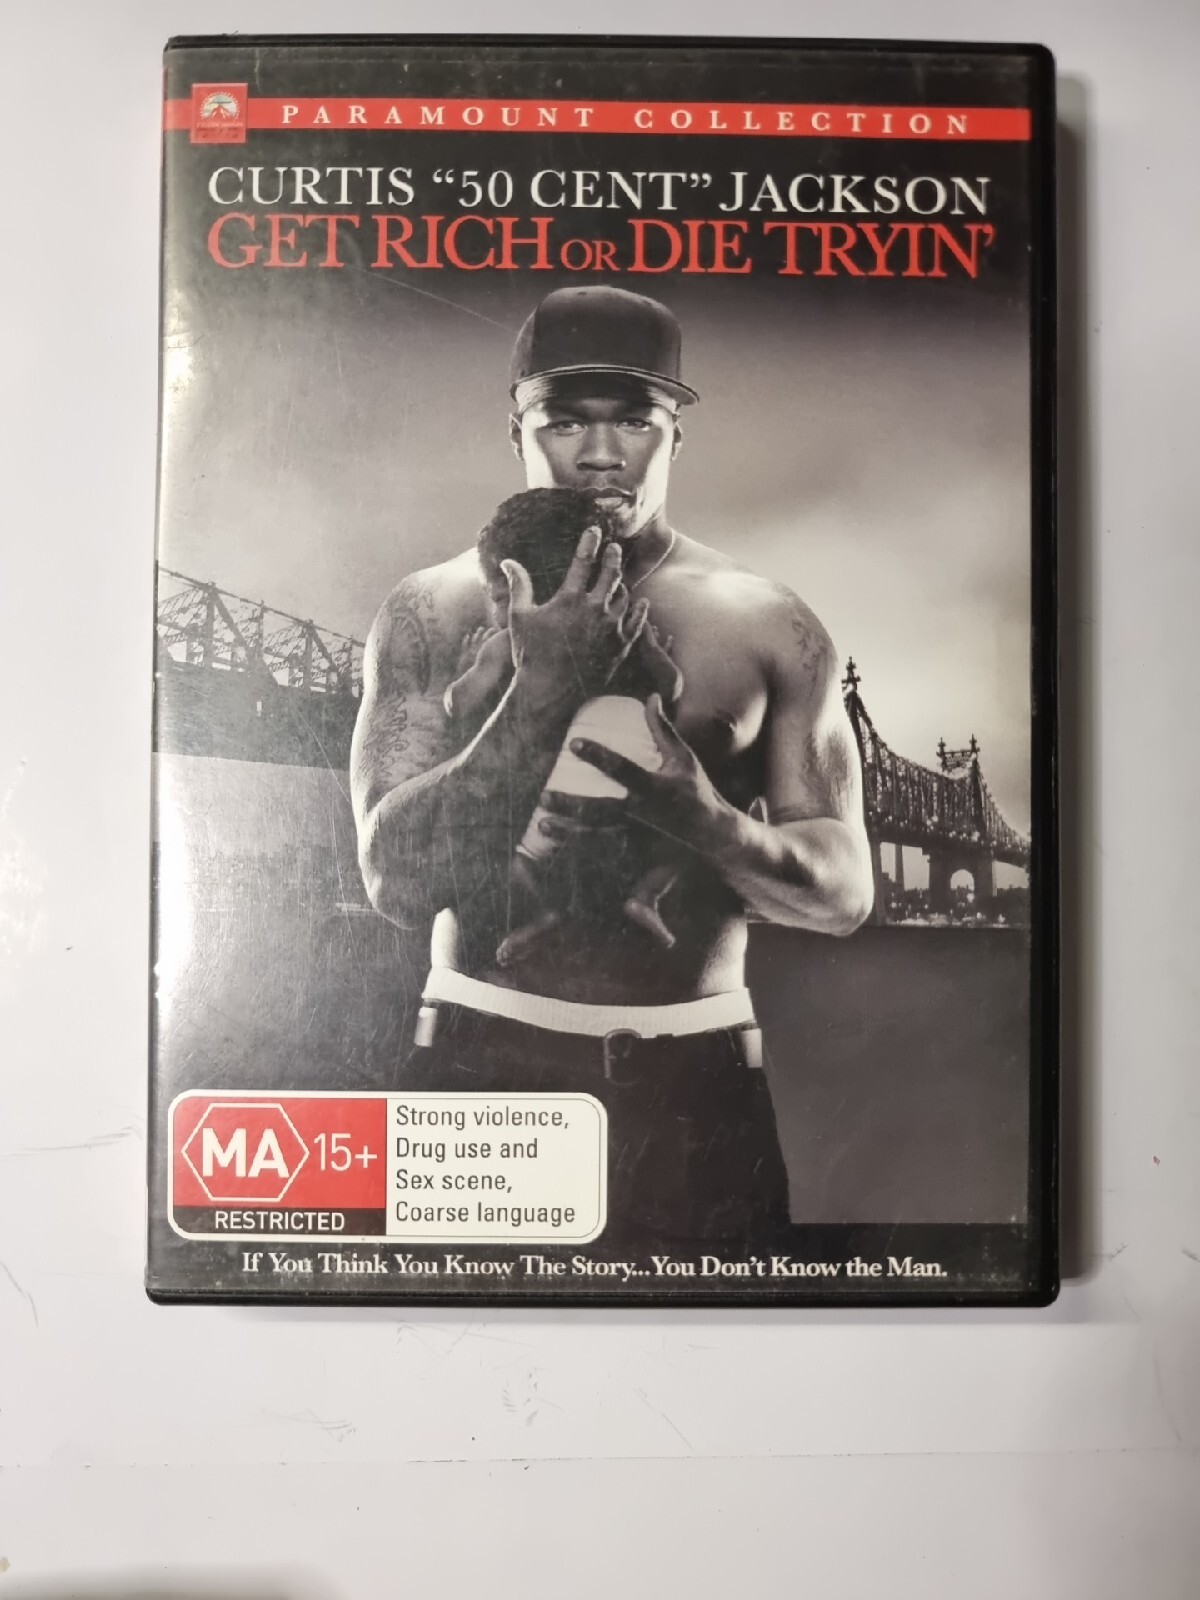 PARAMOUNT COLLECTION
CURTIS “50 CENT” JACKSON
GET RICH OR DIE TRYIN’
MA 15+
RESTRICTED
Strong violence,
Drug use and
Sex scene,
Coarse language
If You Think You Know The Story...You Don’t Know the Man.